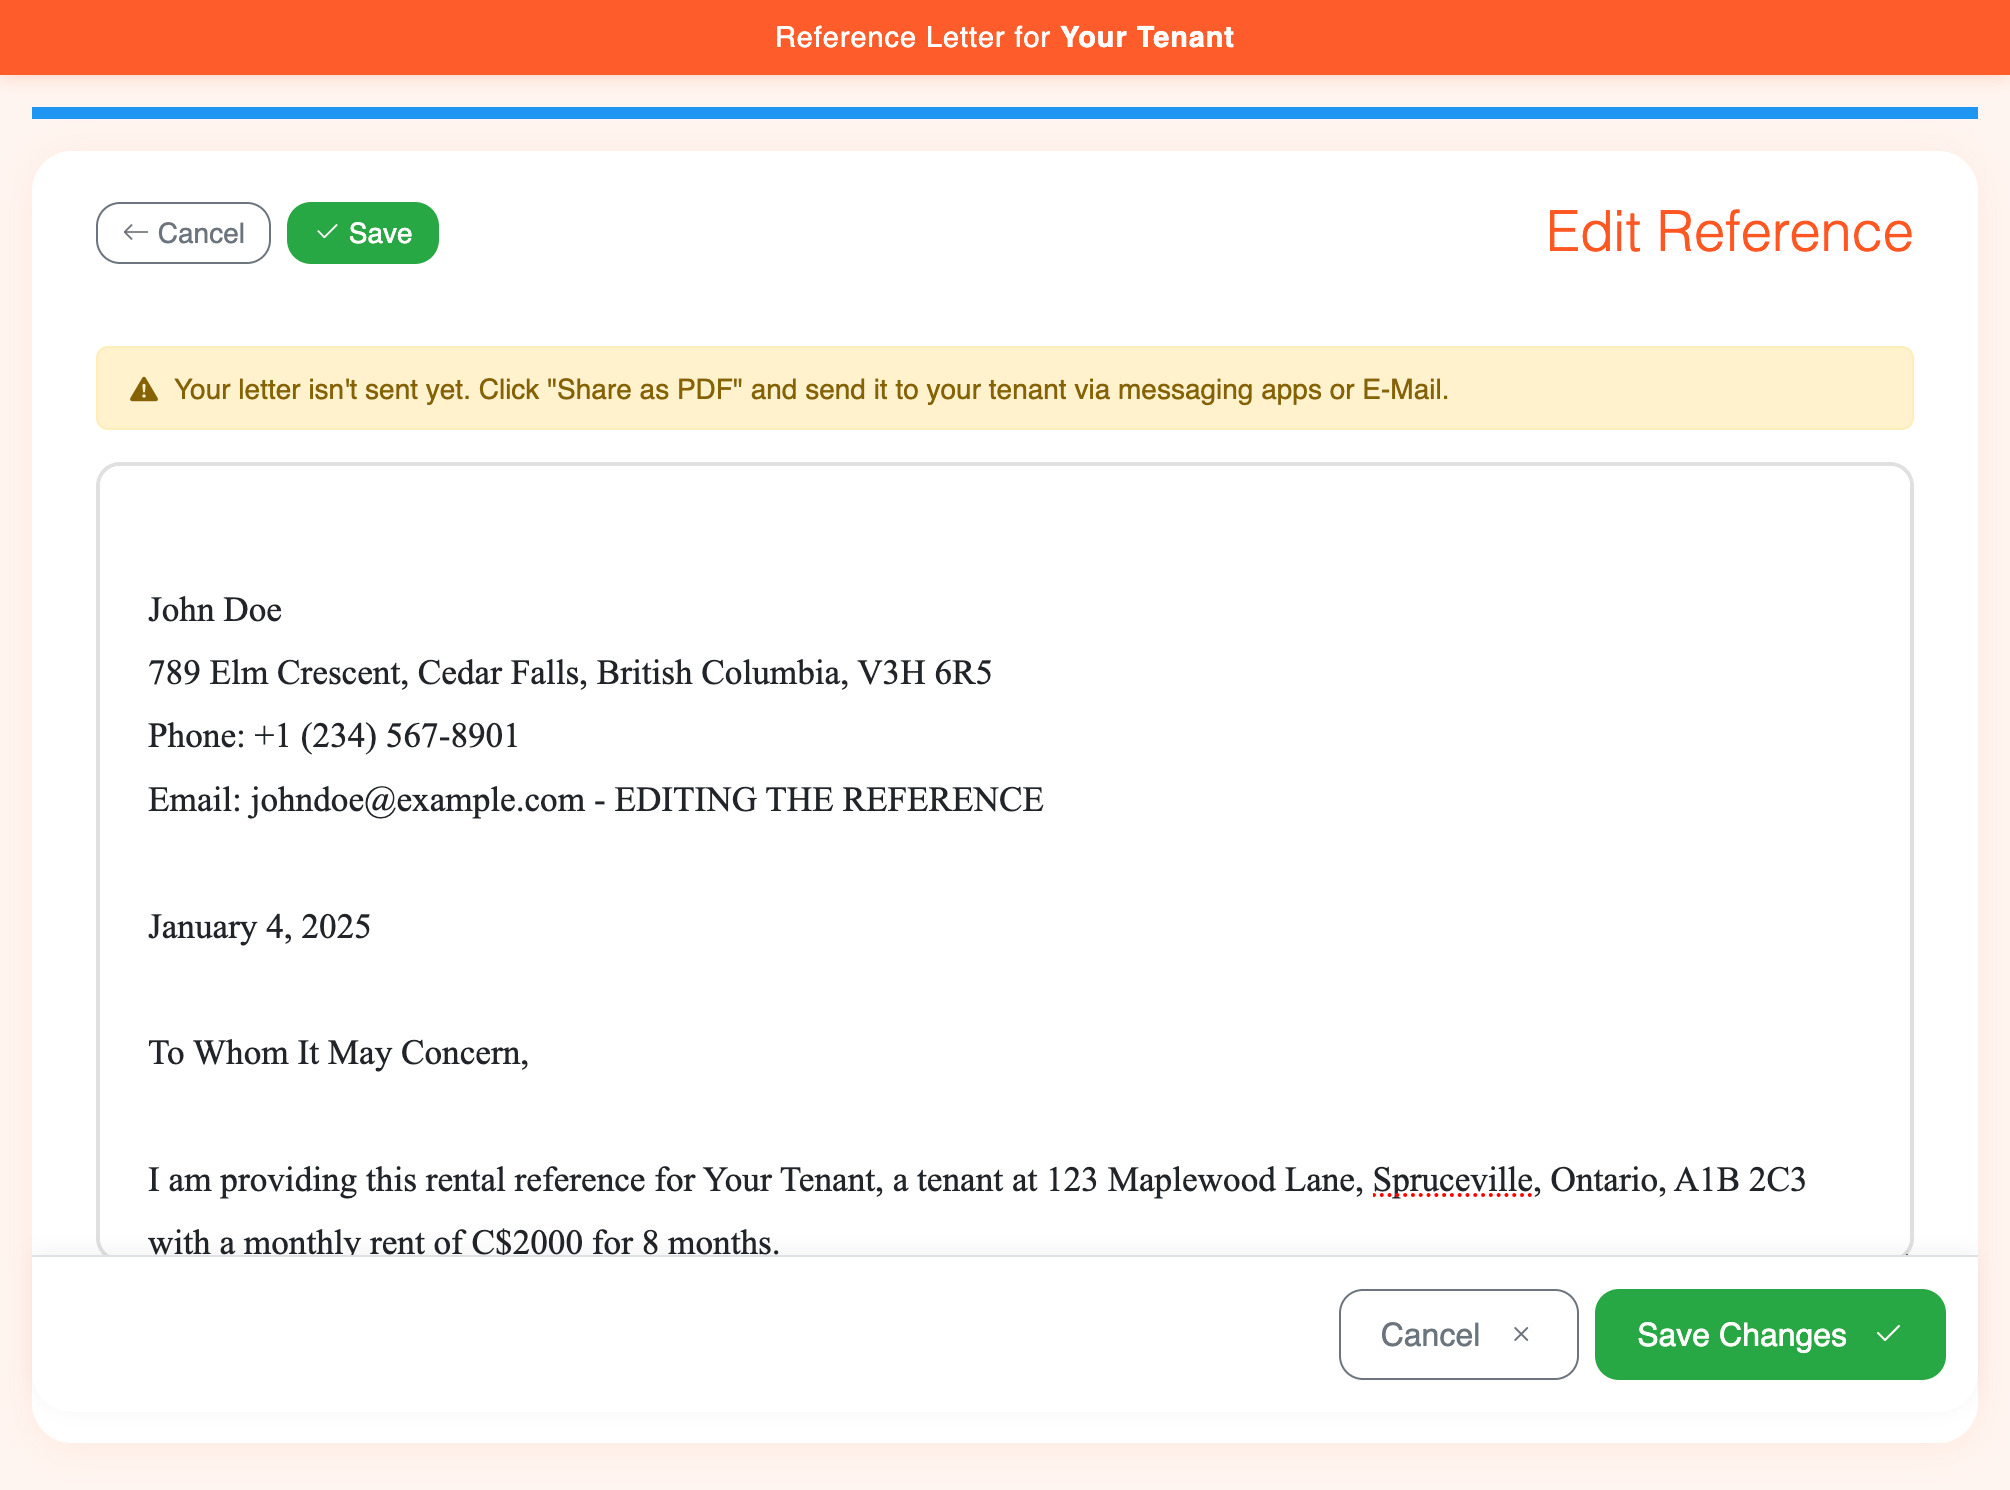 Reference Letter for Your Tenant
← Cancel
✓ Save
Edit Reference
Your letter isn't sent yet. Click "Share as PDF" and send it to your tenant via messaging apps or E-Mail.
John Doe
789 Elm Crescent, Cedar Falls, British Columbia, V3H 6R5
Phone: +1 (234) 567-8901
Email: johndoe@example.com - EDITING THE REFERENCE
January 4, 2025
To Whom It May Concern,
I am providing this rental reference for Your Tenant, a tenant at 123 Maplewood Lane, Spruceville, Ontario, A1B 2C3
with a monthly rent of C$2000 for 8 months.
Cancel ×
Save Changes ✓